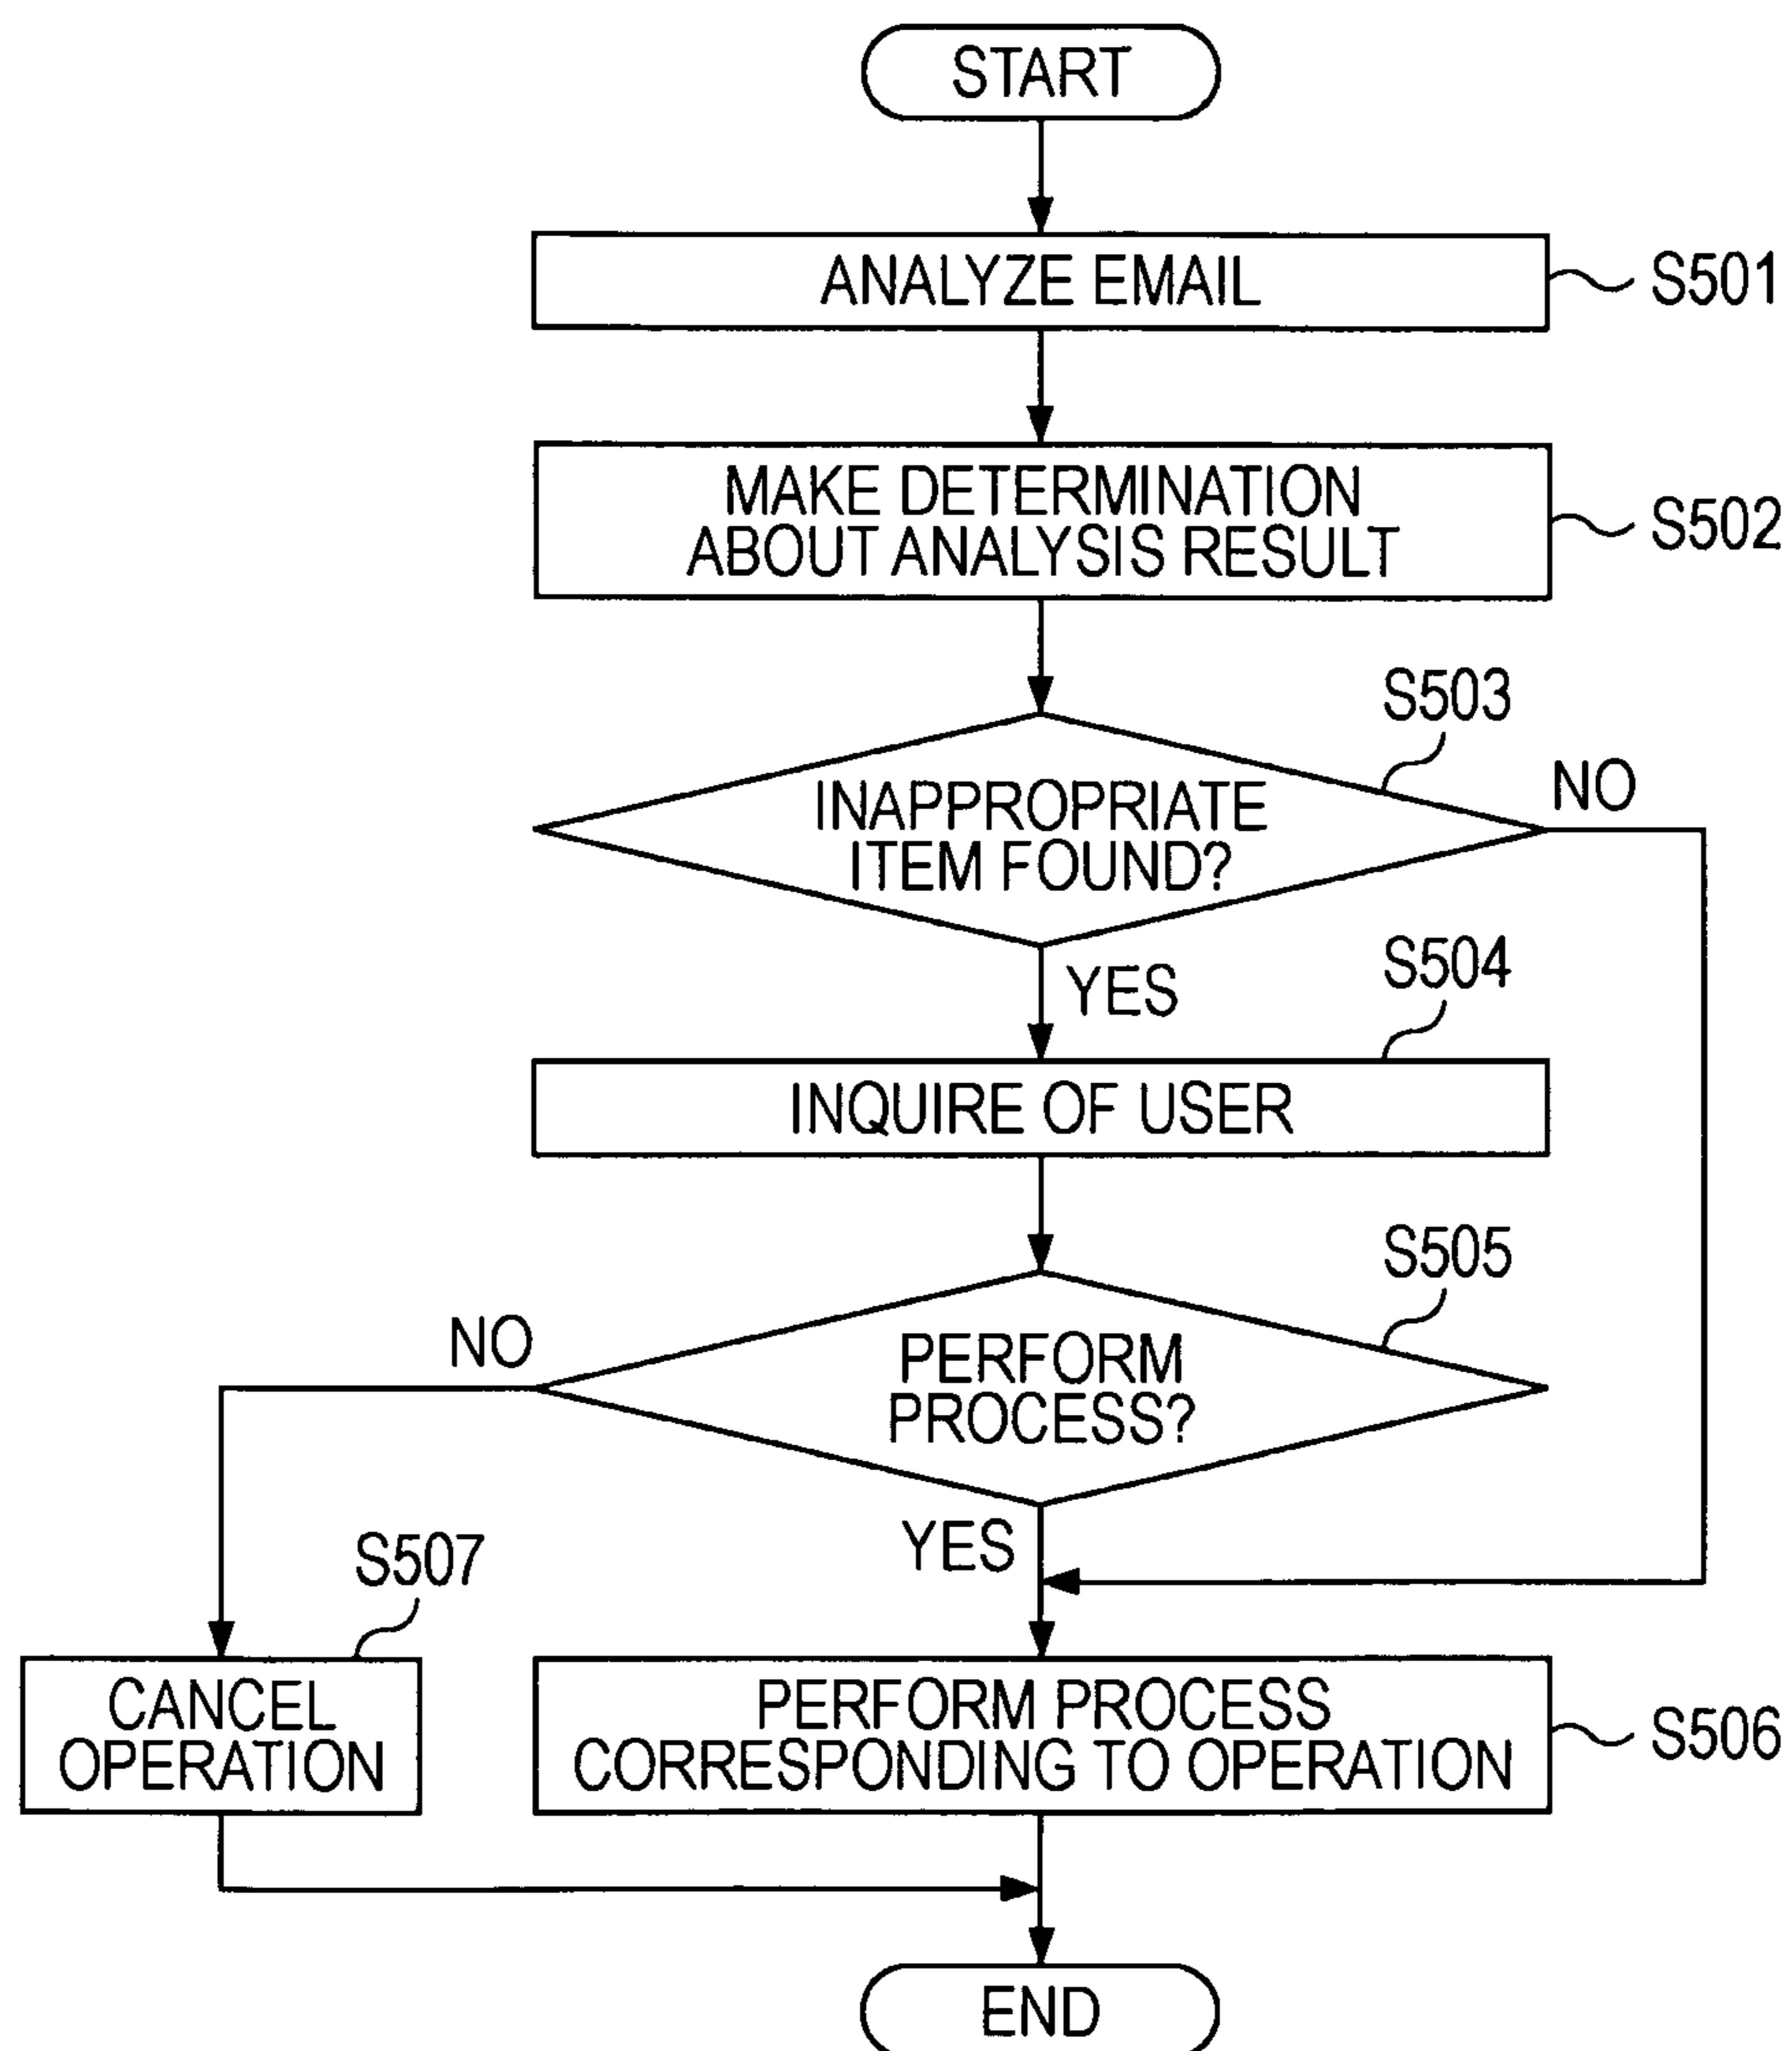 START
ANALYZE EMAIL
S501
MAKE DETERMINATION
ABOUT ANALYSIS RESULT
S502
S503
INAPPROPRIATE
ITEM FOUND?
NO
YES
S504
INQUIRE OF USER
S505
PERFORM
PROCESS?
NO
YES
S507
CANCEL
OPERATION
PERFORM PROCESS
CORRESPONDING TO OPERATION
S506
END